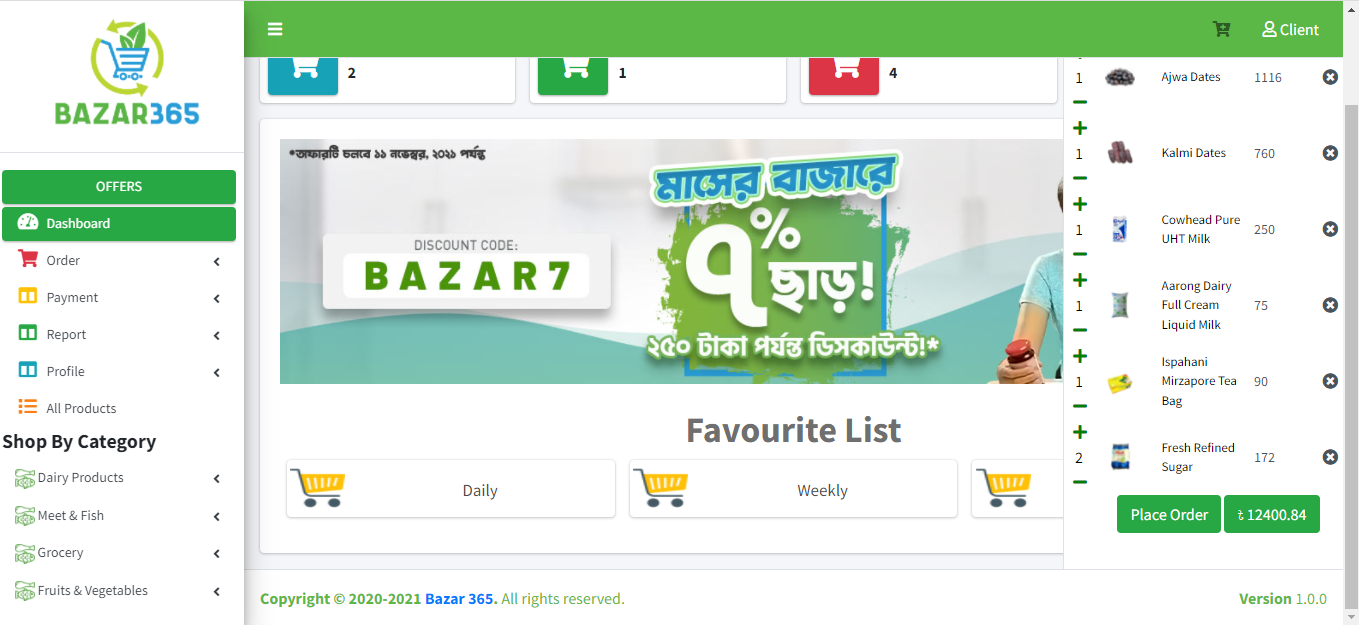 BAZAR365
OFFERS
Dashboard
Order
Payment
Report
Profile
All Products
Shop By Category
Dairy Products
Meet & Fish
Grocery
Fruits & Vegetables
Client
2
1
4
*অফারটি চলবে ১১ নভেম্বর, ২০২১ পর্যন্ত
মাসের বাজারে
৭%
ছাড়!
DISCOUNT CODE:
BAZAR7
২৫০ টাকা পর্যন্ত ডিসকাউন্ট!*
Favourite List
Daily
Weekly
1 Ajwa Dates 1116
1 Kalmi Dates 760
Cowhead Pure
1 UHT Milk 250
Aarong Dairy
1 Full Cream 75
Liquid Milk
Ispahani
1 Mirzapore Tea 90
Bag
Fresh Refined
2 Sugar 172
Place Order ৳ 12400.84
Copyright © 2020-2021 Bazar 365. All rights reserved.
Version 1.0.0